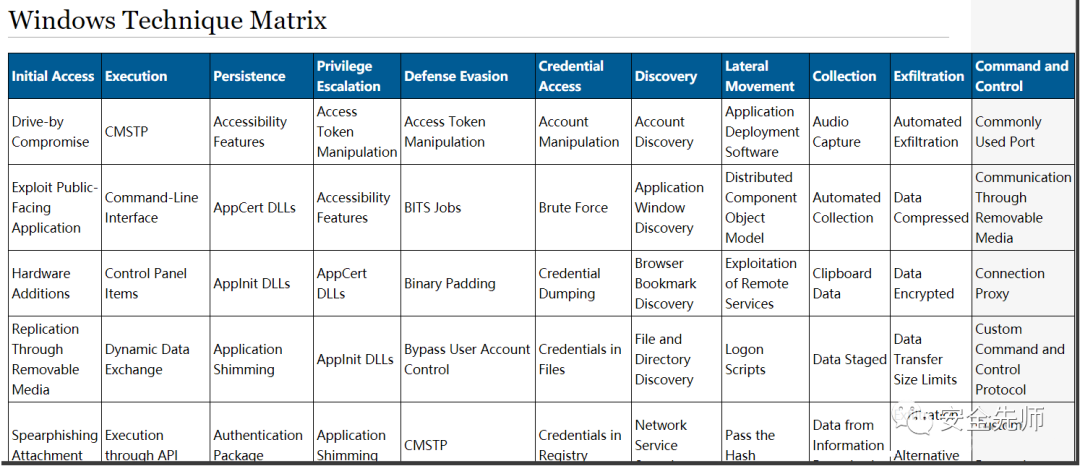 Windows Technique Matrix
Initial Access
Execution
Persistence
Privilege
Escalation
Defense Evasion
Credential
Access
Discovery
Lateral
Movement
Collection
Exfiltration
Command and
Control
Drive-by
Compromise
CMSTP
Accessibility
Features
Access
Token
Manipulation
Access Token
Manipulation
Account
Manipulation
Account
Discovery
Application
Deployment
Software
Audio
Capture
Automated
Exfiltration
Commonly
Used Port
Exploit Public-
Facing
Application
Command-Line
Interface
AppCert DLLs
Accessibility
Features
BITS Jobs
Brute Force
Application
Window
Discovery
Distributed
Component
Object
Model
Automated
Collection
Data
Compressed
Communication
Through
Removable
Media
Hardware
Additions
Control Panel
Items
AppInit DLLs
AppCert
DLLs
Binary Padding
Credential
Dumping
Browser
Bookmark
Discovery
Exploitation
of Remote
Services
Clipboard
Data
Data
Encrypted
Connection
Proxy
Replication
Through
Removable
Media
Dynamic Data
Exchange
Application
Shimming
AppInit DLLs
Bypass User Account
Control
Credentials in
Files
File and
Directory
Discovery
Logon
Scripts
Data Staged
Data
Transfer
Size Limits
Custom
Command and
Control
Protocol
Spearphishing
Attachment
Execution
through API
Authentication
Package
Application
Shimming
CMSTP
Credentials in
Registry
Network
Service
Pass the
Hash
Data from
Information
Alternative
安全先师